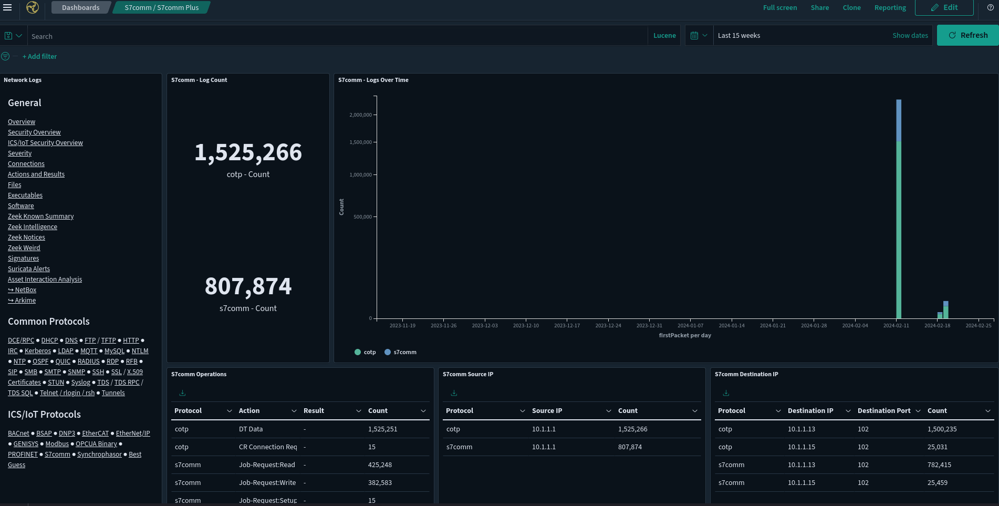 Dashboards
S7comm / S7comm Plus
Full screen
Share
Clone
Reporting
Edit
Search
Lucene
Last 15 weeks
Show dates
Refresh
+ Add filter
Network Logs
General
Overview
Security Overview
ICS/IoT Security Overview
Severity
Connections
Actions and Results
Files
Executables
Software
Zeek Known Summary
Zeek Intelligence
Zeek Notices
Zeek Weird
Signatures
Suricata Alerts
Asset Interaction Analysis
↪ NetBox
↪ Arkime
Common Protocols
DCE/RPC ● DHCP ● DNS ● FTP / TFTP ● HTTP ●
IRC ● Kerberos ● LDAP ● MQTT ● MySQL ● NTLM
● NTP ● OSPF ● QUIC ● RADIUS ● RDP ● RFB ●
SIP ● SMB ● SMTP ● SNMP ● SSH ● SSL / X.509
Certificates ● STUN ● Syslog ● TDS / TDS RPC /
TDS SQL ● Telnet / rlogin / rsh ● Tunnels
ICS/IoT Protocols
BACnet ● BSAP ● DNP3 ● EtherCAT ● EtherNet/IP
● GENISYS ● Modbus ● OPCUA Binary ●
PROFINET ● S7comm ● Synchrophasor ● Best
Guess
S7comm - Log Count
1,525,266
cotp - Count
807,874
s7comm - Count
S7comm - Logs Over Time
Count
2,000,000
1,500,000
1,000,000
500,000
0
2023-11-19 2023-11-26 2023-12-03 2023-12-10 2023-12-17 2023-12-24 2023-12-31 2024-01-07 2024-01-14 2024-01-21 2024-01-28 2024-02-04 2024-02-11 2024-02-18 2024-02-25
firstPacket per day
cotp s7comm
S7comm Operations
Protocol Action Result Count
cotp DT Data - 1,525,251
cotp CR Connection Req - 15
s7comm Job-Request:Read - 425,248
s7comm Job-Request:Write - 382,583
s7comm Job-Request:Setup - 15
S7comm Source IP
Protocol Source IP Count
cotp 10.1.1.1 1,525,266
s7comm 10.1.1.1 807,874
S7comm Destination IP
Protocol Destination IP Destination Port Count
cotp 10.1.1.13 102 1,500,235
cotp 10.1.1.15 102 25,031
s7comm 10.1.1.13 102 782,415
s7comm 10.1.1.15 102 25,459